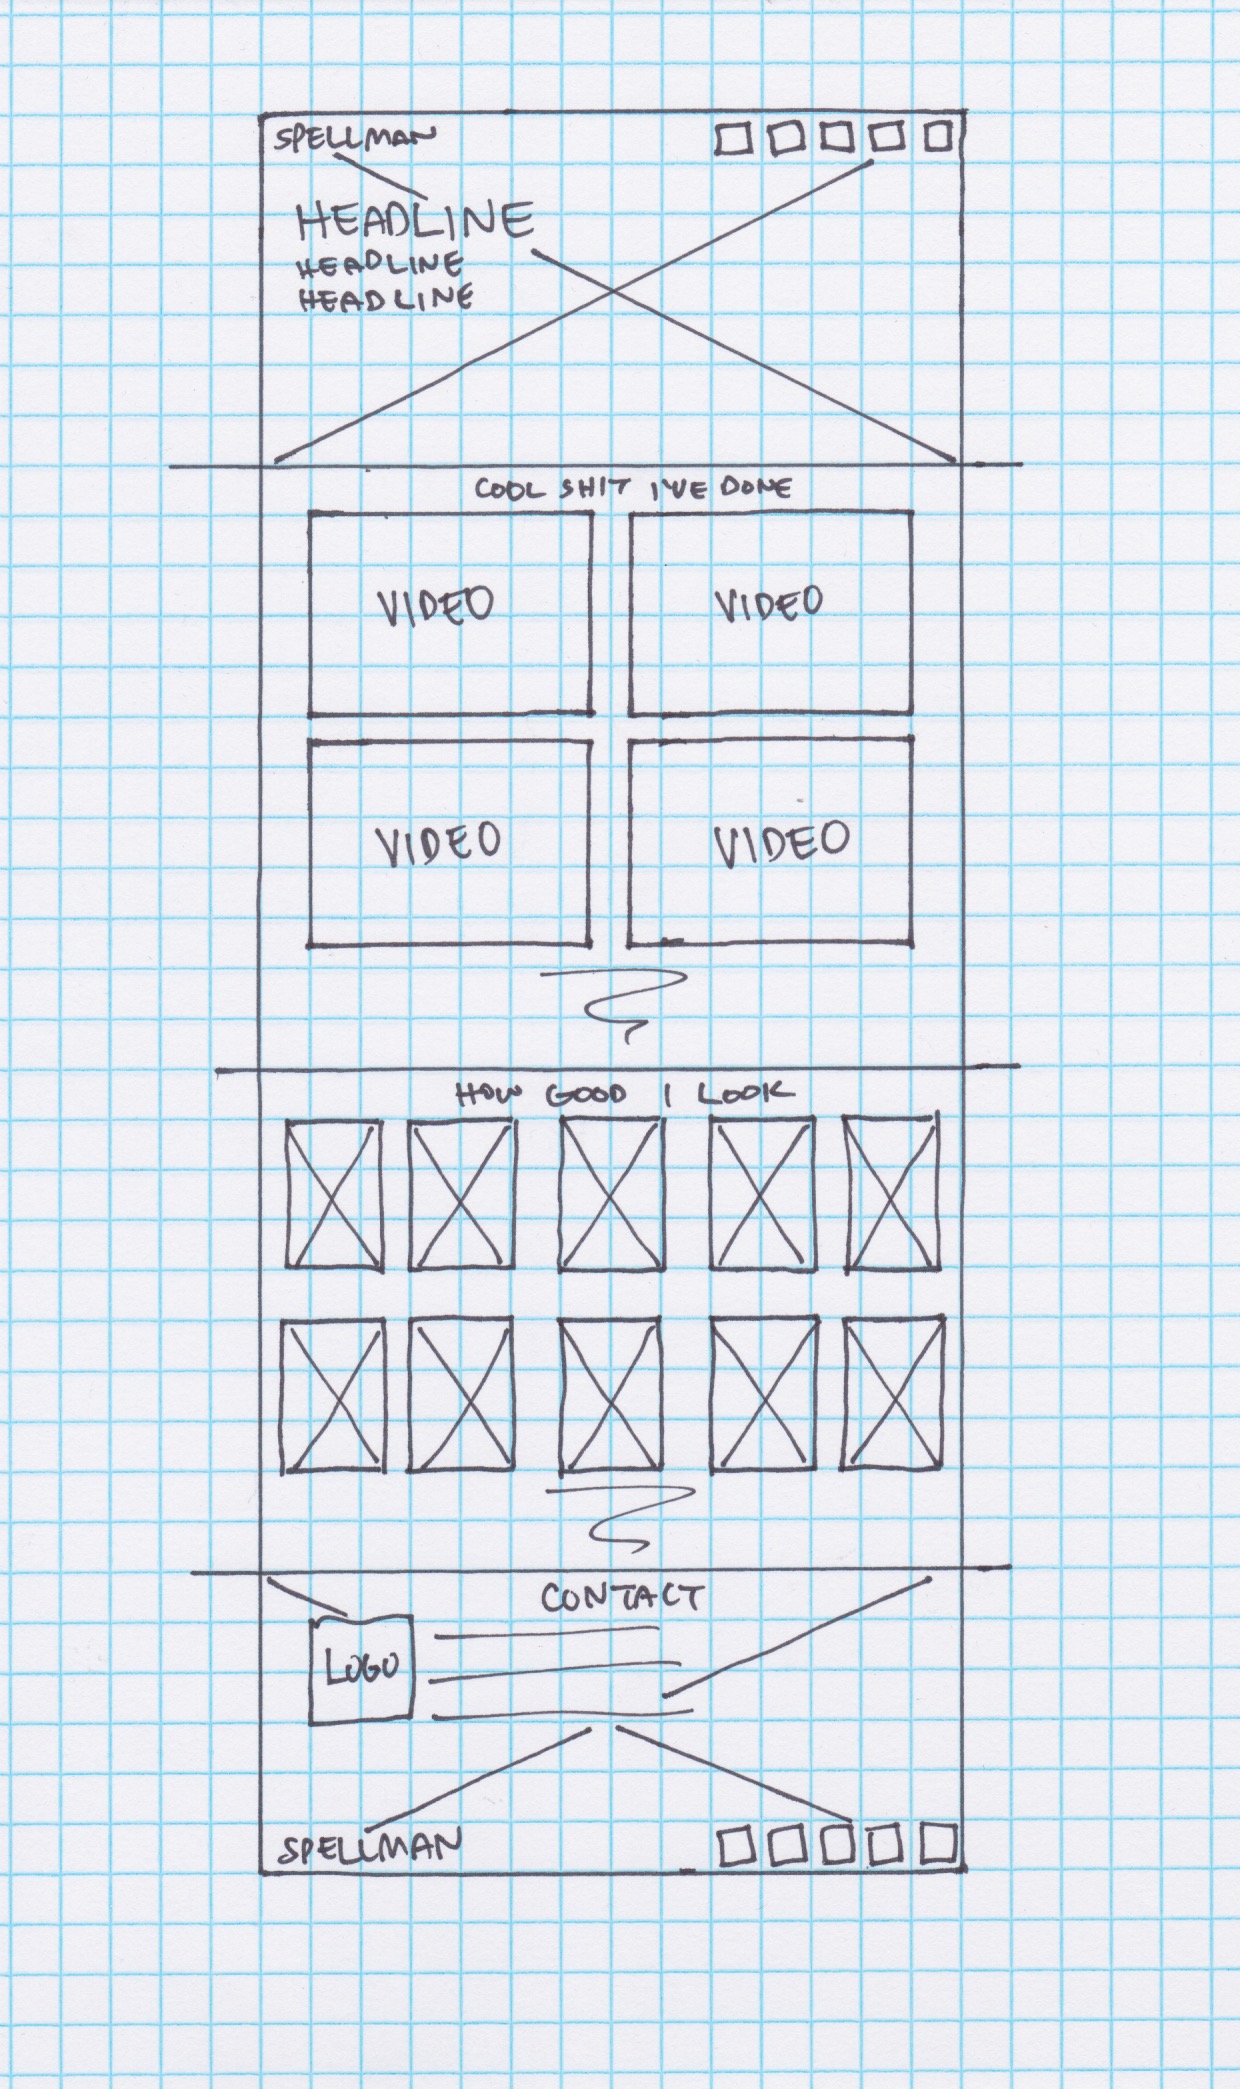 SPELLMAN
HEADLINE
HEADLINE
HEADLINE
COOL SHIT I'VE DONE
VIDEO VIDEO
VIDEO VIDEO
HOW GOOD I LOOK
CONTACT
LOGO
SPELLMAN